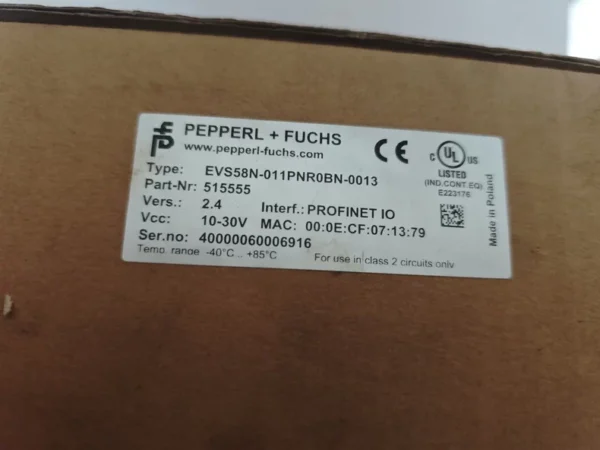 PEPPERL + FUCHS
www.pepperl-fuchs.com
Type: EVS58N-011PNR0BN-0013
Part-Nr: 515555
Vers.: 2.4 Interf.: PROFINET IO
Vcc: 10-30V MAC: 00:0E:CF:07:13:79
Ser.no: 40000060006916
Temp. range -40°C .. +85°C For use in class 2 circuits only
C UL US
LISTED
(IND.CONT.EQ)
E223176
Made in Poland